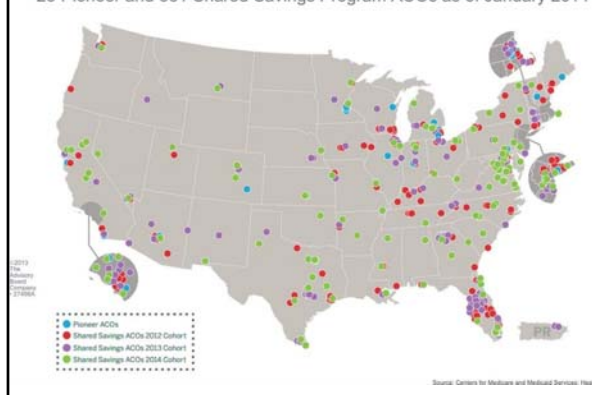 Pioneer and Shared Savings Program ACOs as of January 2014
©2013
The
Advisory
Board
Company
Pioneer ACOs
Shared Savings ACOs 2012 Cohort
Shared Savings ACOs 2013 Cohort
Shared Savings ACOs 2014 Cohort
PR
Source: Centers for Medicare and Medicaid Services; Hea